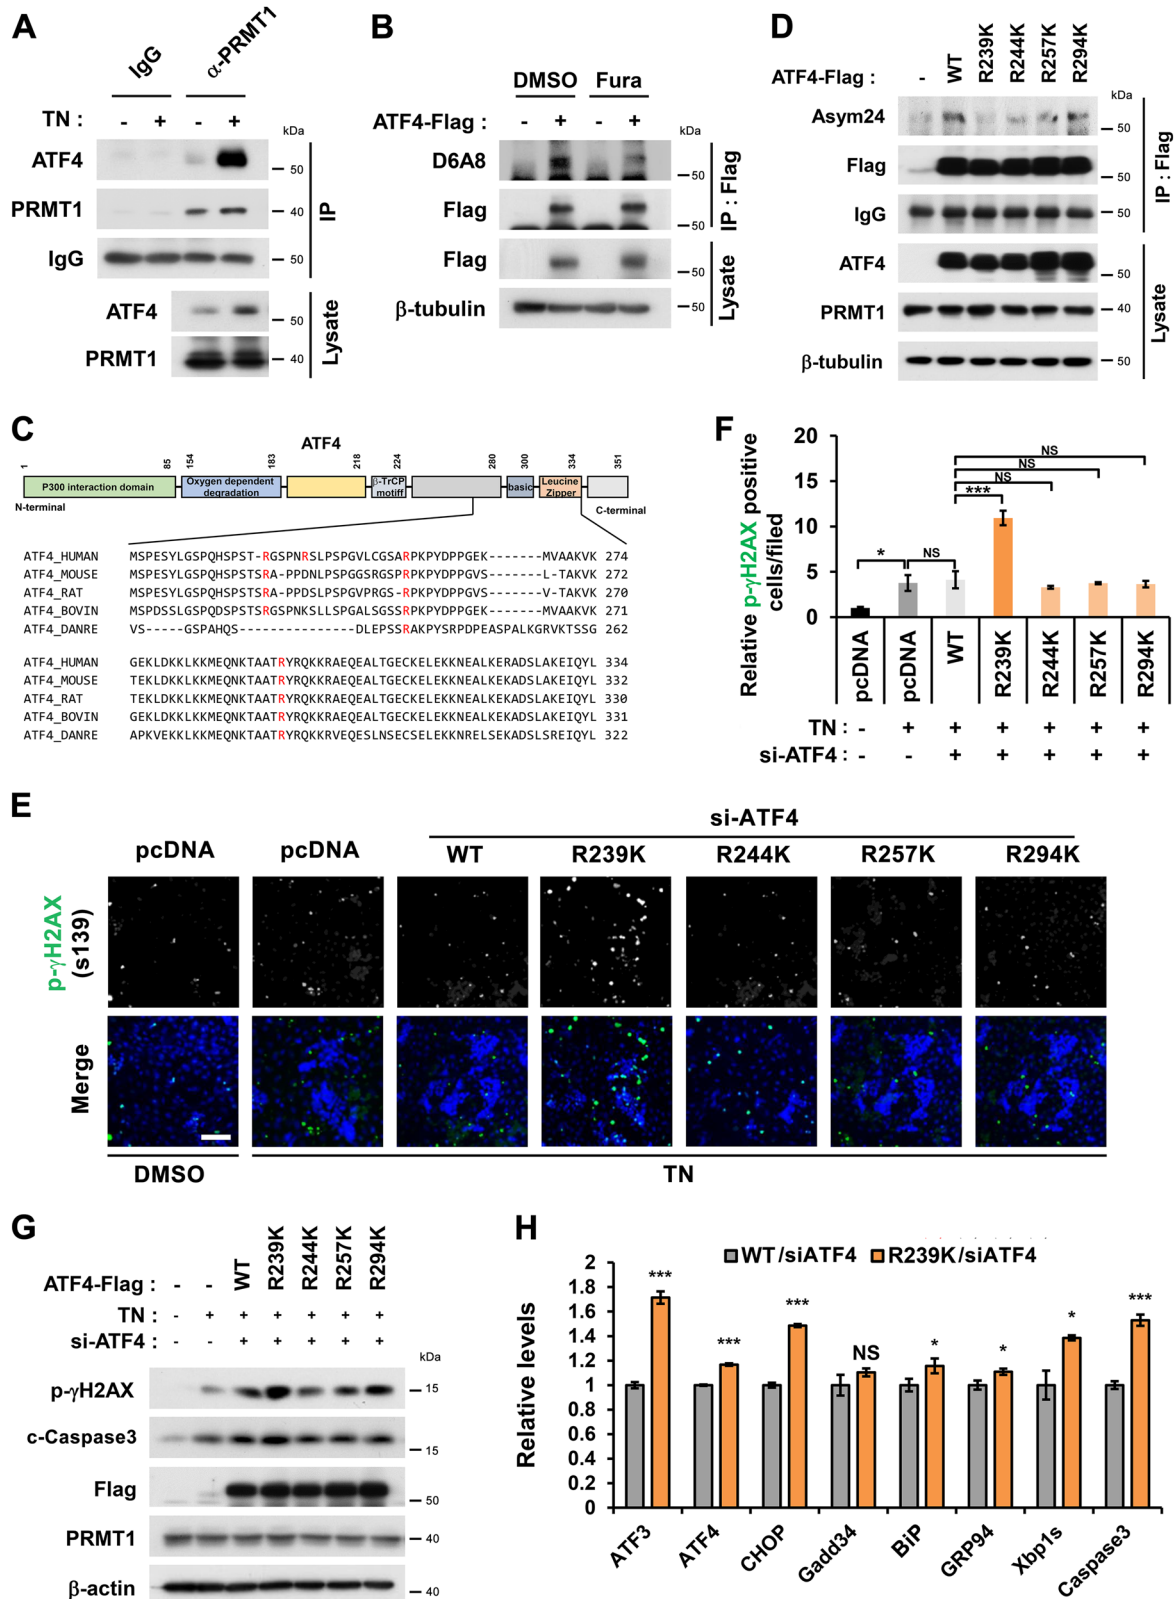 A
IgG
α-PRMT1
TN : - + - +
kDa
ATF4
50
PRMT1
40
IgG
50
IP
ATF4
50
PRMT1
40
Lysate
B
DMSO Fura
ATF4-Flag : - + - +
kDa
D6A8
50
Flag
50
IP : Flag
Flag
50
β-tubulin
50
Lysate
D
ATF4-Flag : - WT R239K R244K R257K R294K
kDa
Asym24
50
Flag
50
IgG
50
IP : Flag
ATF4
50
PRMT1
40
β-tubulin
50
Lysate
C
ATF4
1 85 154 183 218 224 280 300 334 351
P300 interaction domain
Oxygen dependent degradation
β-TrCP motiff
basic
Leucine Zipper
N-terminal
C-terminal
ATF4_HUMAN MSPESYLGSPQHSPSTS-RGSPNRSLPSPGVLCGSARPKPYDPPGEK-------MVAAKVK 274
ATF4_MOUSE MSPESYLGSPQHSPSTSRA-PPDNLPSPGGSRGSPRPKPYDPPGVS-------L-TAKVK 272
ATF4_RAT MSPESYLGSPQHSPSTSRA-PPDSLPSPGVPRGS-RPKPYDPPGVS-------V-TAKVK 270
ATF4_BOVIN MSPDSSLGSPQHSPSTSRGSPNKSLLSPGALSGSSRPKPYDPPGEK-------MVAAKVK 271
ATF4_DANRE VS-----GSPAHQS---------------DLEPSSRAKPYSRPDPEASPALKGRVKTSSG 262
ATF4_HUMAN GEKLDKKLKKMEQNKTAATRYRQKKRAEQEALTGECKELEKKNEALKERADSLAKEIQYL 334
ATF4_MOUSE TEKLDKKLKKMEQNKTAATRYRQKKRAEQEALTGECKELEKKNEALKEKADSLAKEIQYL 332
ATF4_RAT TEKLDKKLKKMEQNKTAATRYRQKKRAEQEALTGECKELEKKNEALKEKADSLAKEIQYL 330
ATF4_BOVIN GEKLDKKLKKMEQNKTAATRYRQKKRAEQEALTGECKELEKKNEALKEKADSLAKEIQYL 331
ATF4_DANRE APKVEKKLKKMEQNKTAATRYRQKKRVEQESLNSECSELEKKNRELSEKADSLSREIQYL 322
F
Relative p-γH2AX positive
cells/filed
20
15
10
5
0
*
NS
***
NS
NS
NS
pcDNA pcDNA WT R239K R244K R257K R294K
TN : - + + + + + +
si-ATF4 : - - + + + + +
E
si-ATF4
pcDNA pcDNA WT R239K R244K R257K R294K
p-γH2AX
(s139)
Merge
DMSO TN
G
ATF4-Flag : - - WT R239K R244K R257K R294K
TN : - + + + + + +
si-ATF4 : - - + + + + +
kDa
p-γH2AX
15
c-Caspase3
15
Flag
50
PRMT1
40
β-actin
40
H
WT/siATF4 R239K/siATF4
Relative levels
2
1.8
1.6
1.4
1.2
1
0.8
0.6
0.4
0.2
0
*** *** *** NS * * * ***
ATF3 ATF4 CHOP Gadd34 BiP GRP94 Xbp1s Caspase3